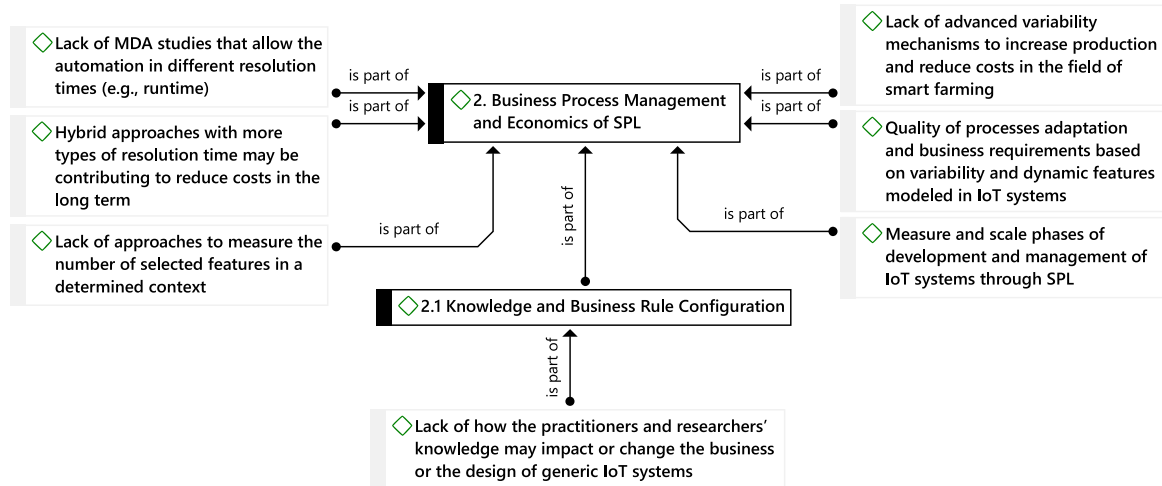 Lack of MDA studies that allow the
automation in different resolution
times (e.g., runtime)
Hybrid approaches with more
types of resolution time may be
contributing to reduce costs in the
long term
Lack of approaches to measure the
number of selected features in a
determined context
is part of
is part of
is part of
2. Business Process Management
and Economics of SPL
is part of
is part of
is part of
is part of
Lack of advanced variability
mechanisms to increase production
and reduce costs in the field of
smart farming
Quality of processes adaptation
and business requirements based
on variability and dynamic features
modeled in IoT systems
Measure and scale phases of
development and management of
IoT systems through SPL
2.1 Knowledge and Business Rule Configuration
is part of
Lack of how the practitioners and researchers’
knowledge may impact or change the business
or the design of generic IoT systems